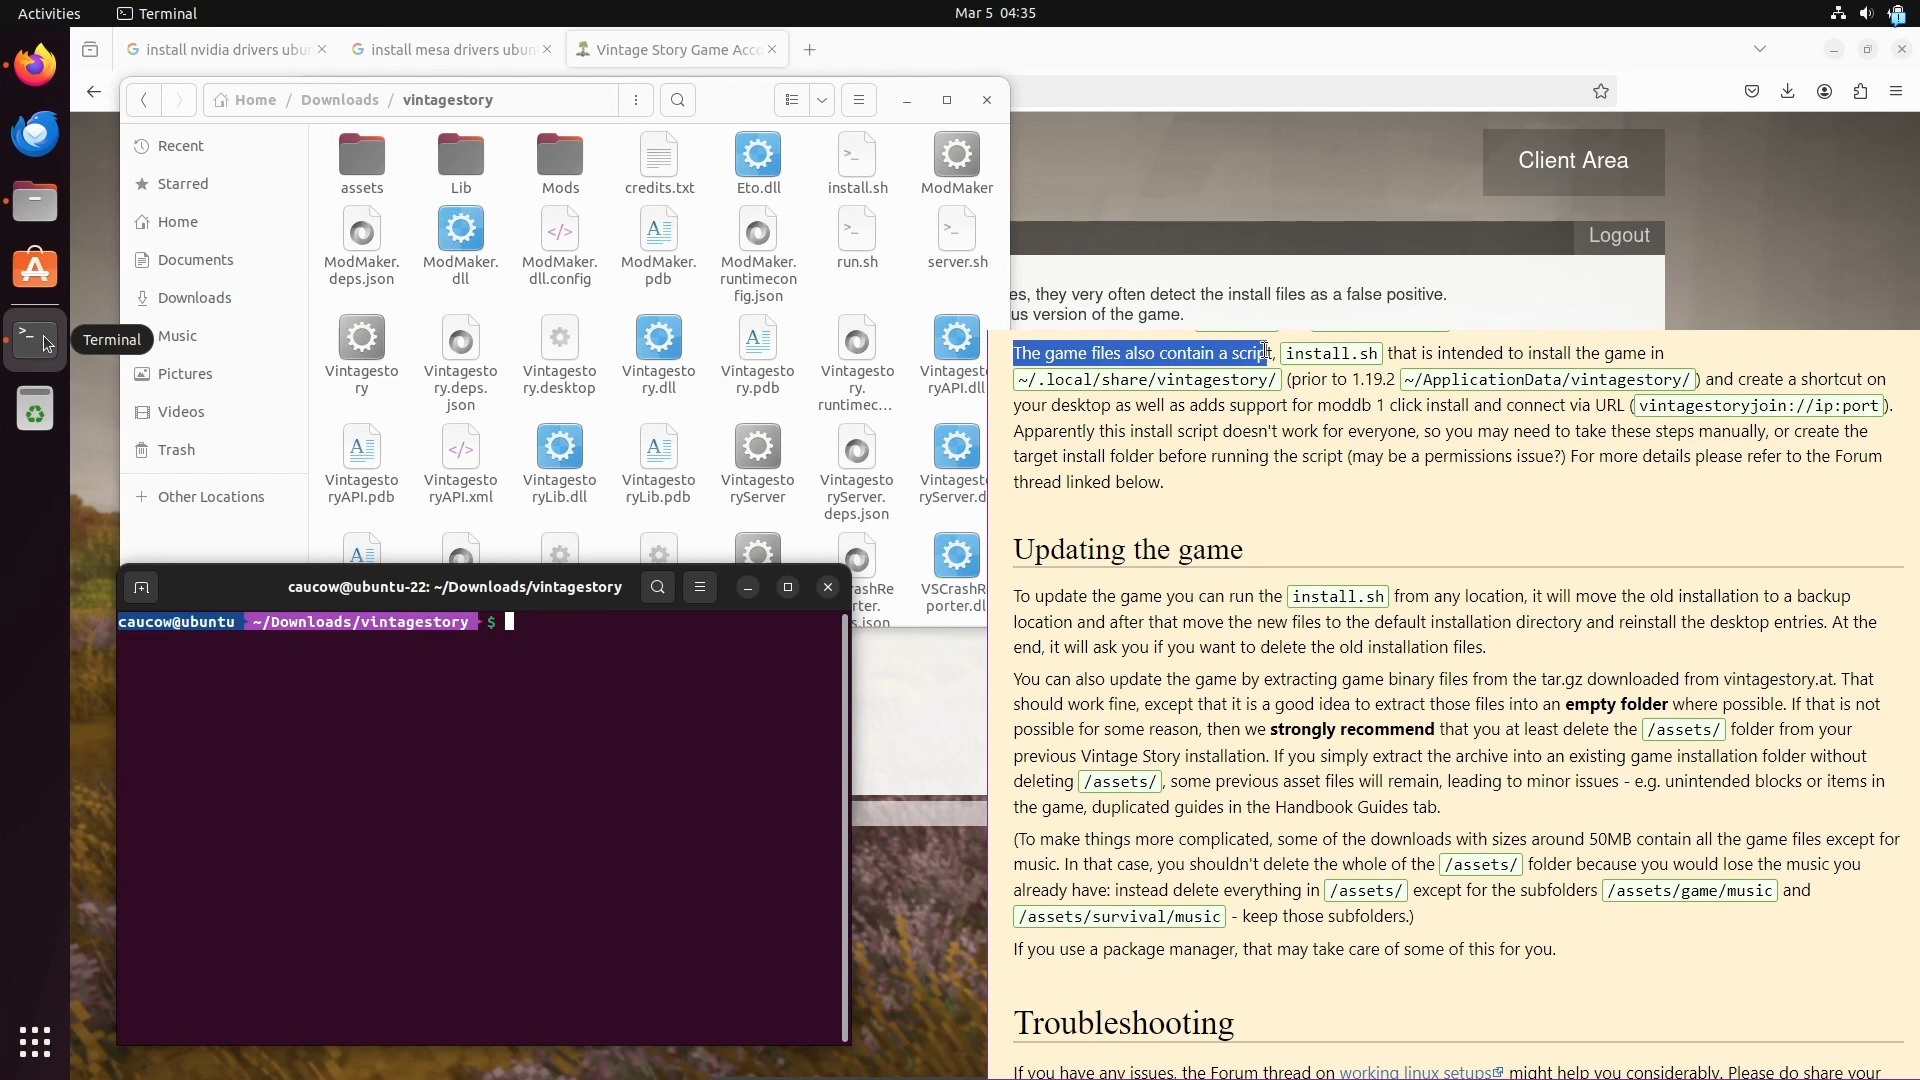 Activities
Terminal
Mar 5 04:35
install nvidia drivers ubun
install mesa drivers ubun
Vintage Story Game Acco
Home / Downloads / vintagestory
Recent
Starred
Home
Documents
Downloads
Music
Pictures
Videos
Trash
Other Locations
Terminal
assets
Lib
Mods
credits.txt
Eto.dll
install.sh
ModMaker
ModMaker.
deps.json
ModMaker.
dll
ModMaker.
dll.config
ModMaker.
pdb
ModMaker.
runtimecon
fig.json
run.sh
server.sh
Vintagesto
ry
Vintagesto
ry.deps.
json
Vintagesto
ry.desktop
Vintagesto
ry.dll
Vintagesto
ry.pdb
Vintagesto
ry.
runtimec...
Vintagest
ryAPI.dll
Vintagesto
ryAPI.pdb
Vintagesto
ryAPI.xml
Vintagesto
ryLib.dll
Vintagesto
ryLib.pdb
Vintagesto
ryServer
Vintagesto
ryServer.
deps.json
Vintagest
ryServer.d
ashRe
rter.
s.json
VSCrashR
porter.dl
caucow@ubuntu-22: ~/Downloads/vintagestory
caucow@ubuntu ~/Downloads/vintagestory $
Client Area
Logout
es, they very often detect the install files as a false positive.
us version of the game.
The game files also contain a script, install.sh that is intended to install the game in
~/.local/share/vintagestory/ (prior to 1.19.2 ~/ApplicationData/vintagestory/) and create a shortcut on
your desktop as well as adds support for moddb 1 click install and connect via URL (vintagestoryjoin://ip:port).
Apparently this install script doesn't work for everyone, so you may need to take these steps manually, or create the
target install folder before running the script (may be a permissions issue?) For more details please refer to the Forum
thread linked below.
Updating the game
To update the game you can run the install.sh from any location, it will move the old installation to a backup
location and after that move the new files to the default installation directory and reinstall the desktop entries. At the
end, it will ask you if you want to delete the old installation files.
You can also update the game by extracting game binary files from the tar.gz downloaded from vintagestory.at. That
should work fine, except that it is a good idea to extract those files into an empty folder where possible. If that is not
possible for some reason, then we strongly recommend that you at least delete the /assets/ folder from your
previous Vintage Story installation. If you simply extract the archive into an existing game installation folder without
deleting /assets/, some previous asset files will remain, leading to minor issues - e.g. unintended blocks or items in
the game, duplicated guides in the Handbook Guides tab.
(To make things more complicated, some of the downloads with sizes around 50MB contain all the game files except for
music. In that case, you shouldn't delete the whole of the /assets/ folder because you would lose the music you
already have: instead delete everything in /assets/ except for the subfolders /assets/game/music and
/assets/survival/music - keep those subfolders.)
If you use a package manager, that may take care of some of this for you.
Troubleshooting
If you have any issues, the Forum thread on working linux setups might help you considerably. Please do share your